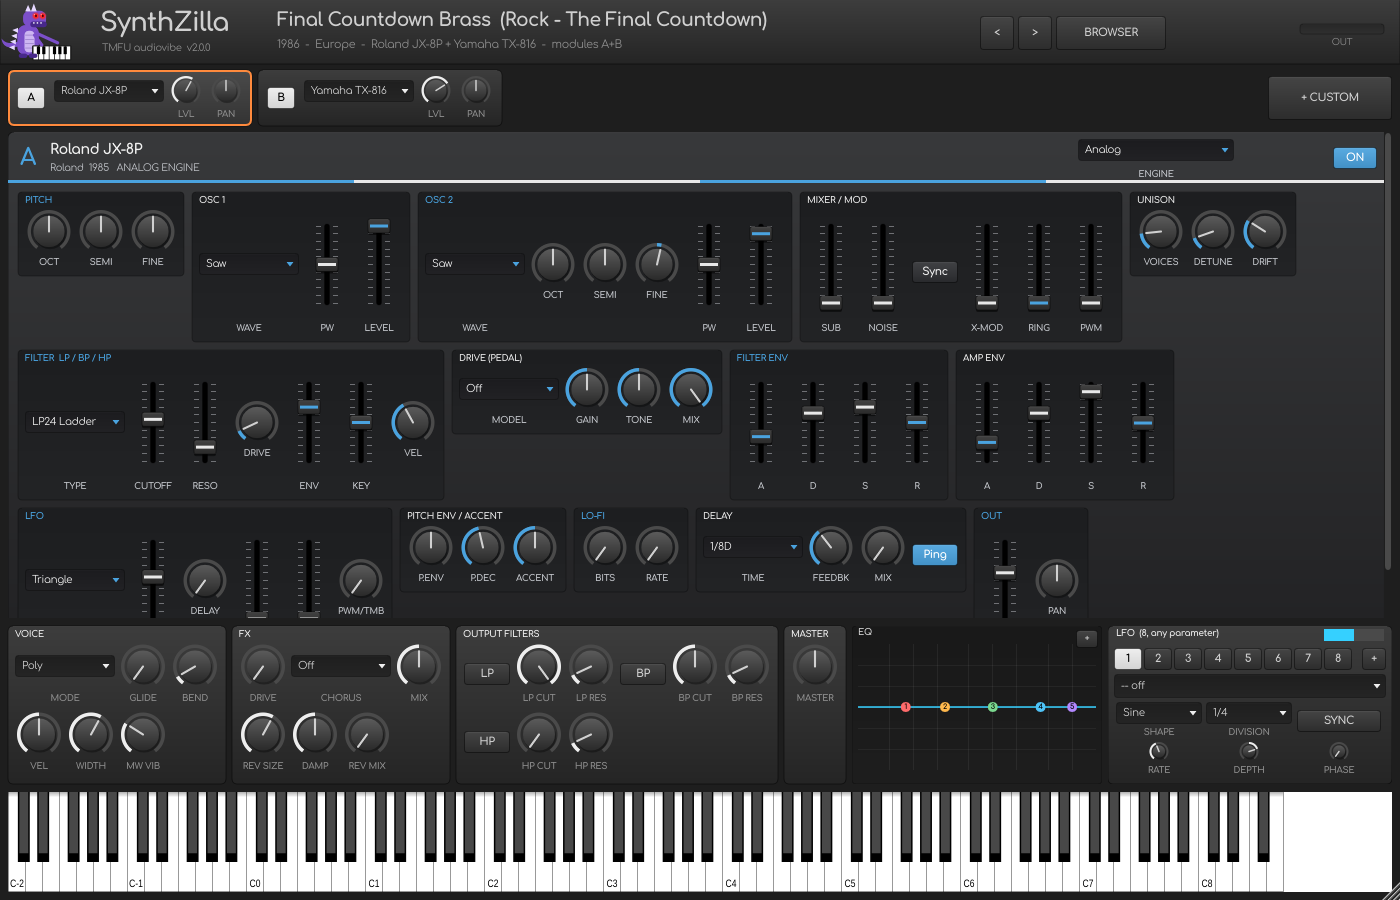 SynthZilla
TMFU audiovibe v2.0.0
Final Countdown Brass (Rock - The Final Countdown)
1986 - Europe - Roland JX-8P + Yamaha TX-816 - modules A+B
< > BROWSER
OUT
A Roland JX-8P LVL PAN
B Yamaha TX-816 LVL PAN
+ CUSTOM
A Roland JX-8P
Roland 1985 ANALOG ENGINE
Analog
ENGINE
ON
PITCH
OCT SEMI FINE
OSC 1
Saw
WAVE PW LEVEL
OSC 2
Saw
OCT SEMI FINE
WAVE PW LEVEL
MIXER / MOD
Sync
SUB NOISE X-MOD RING PWM
UNISON
VOICES DETUNE DRIFT
FILTER LP / BP / HP
LP24 Ladder
DRIVE VEL
TYPE CUTOFF RESO ENV KEY
DRIVE (PEDAL)
Off
MODEL GAIN TONE MIX
FILTER ENV
A D S R
AMP ENV
A D S R
LFO
Triangle
DELAY PWM/TMB
PITCH ENV / ACCENT
P.ENV P.DEC ACCENT
LO-FI
BITS RATE
DELAY
1/8D
Ping
TIME FEEDBK MIX
OUT
PAN
VOICE
Poly
MODE GLIDE BEND
VEL WIDTH MW VIB
FX
Off
DRIVE CHORUS MIX
REV SIZE DAMP REV MIX
OUTPUT FILTERS
LP BP
LP CUT LP RES BP CUT BP RES
HP
HP CUT HP RES
MASTER
MASTER
EQ
+
1 2 3 4 5
LFO (8, any parameter)
1 2 3 4 5 6 7 8 +
-- off
Sine 1/4 SYNC
SHAPE DIVISION
RATE DEPTH PHASE
C-2 C-1 C0 C1 C2 C3 C4 C5 C6 C7 C8